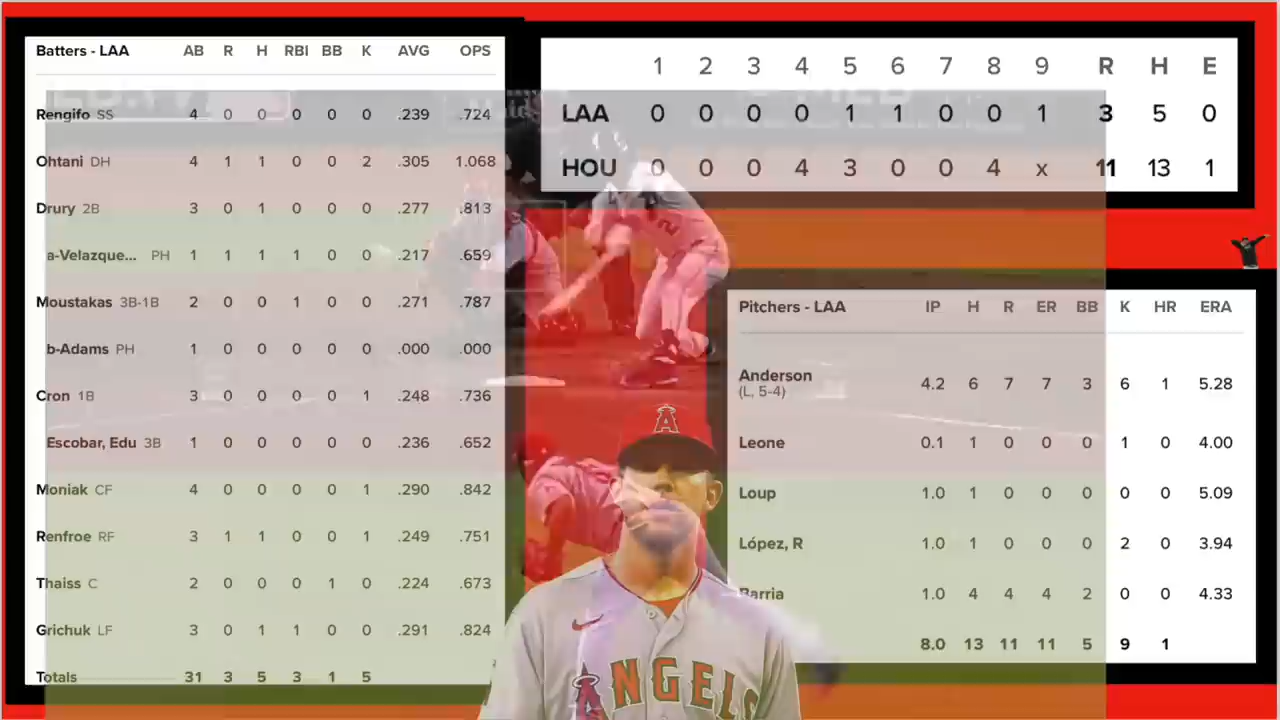 Batters - LAA AB R H RBI BB K AVG OPS
Rengifo SS 4 0 0 0 0 0 .239 .724
Ohtani DH 4 1 1 0 0 2 .305 1.068
Drury 2B 3 0 1 0 0 0 .277 .813
a-Velazque... PH 1 1 1 1 0 0 .217 .659
Moustakas 3B-1B 2 0 0 1 0 0 .271 .787
b-Adams PH 1 0 0 0 0 0 .000 .000
Cron 1B 3 0 0 0 0 1 .248 .736
Escobar, Edu 3B 1 0 0 0 0 0 .236 .652
Moniak CF 4 0 0 0 0 1 .290 .842
Renfroe RF 3 1 1 0 0 1 .249 .751
Thaiss C 2 0 0 0 1 0 .224 .673
Grichuk LF 3 0 1 1 0 0 .291 .824
Totals 31 3 5 3 1 5
1 2 3 4 5 6 7 8 9 R H E
LAA 0 0 0 0 1 1 0 0 1 3 5 0
HOU 0 0 0 4 3 0 0 4 x 11 13 1
Pitchers - LAA IP H R ER BB K HR ERA
Anderson 4.2 6 7 7 3 6 1 5.28
(L, 5-4)
Leone 0.1 1 0 0 0 1 0 4.00
Loup 1.0 1 0 0 0 0 0 5.09
López, R 1.0 1 0 0 0 2 0 3.94
Barria 1.0 4 4 4 2 0 0 4.33
8.0 13 11 11 5 9 1
A
ANGELS